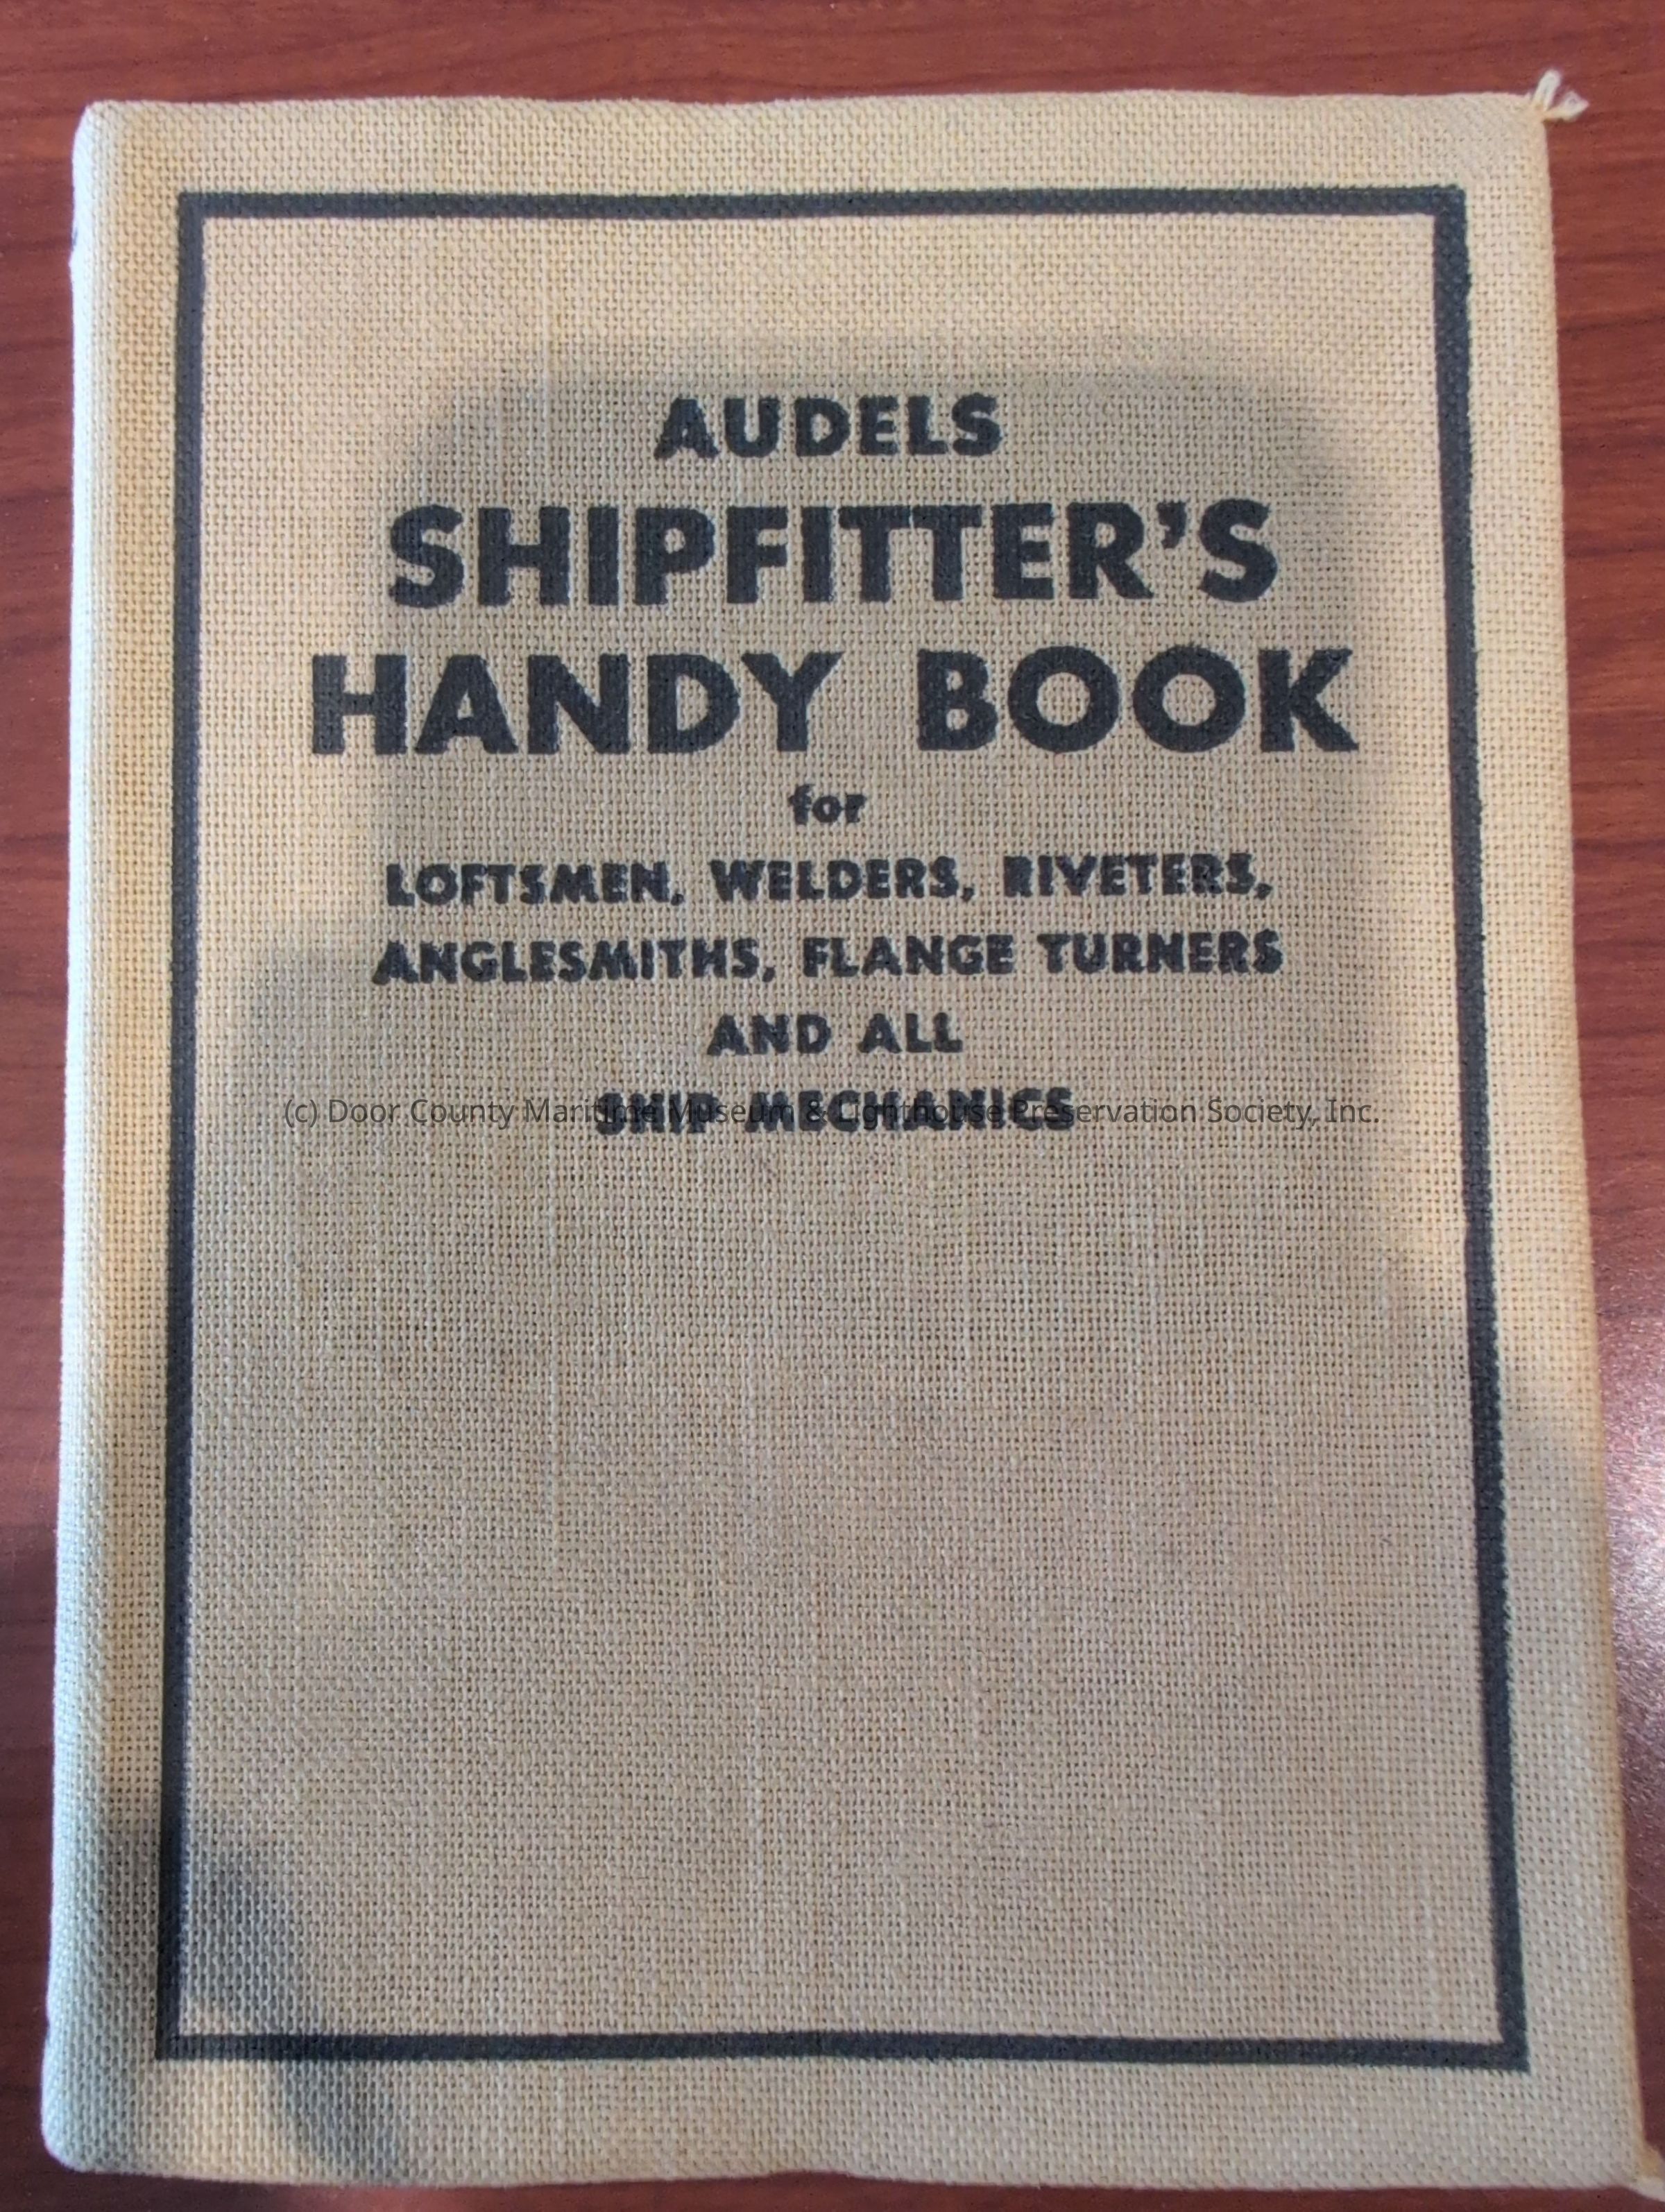 AUDELS
SHIPFITTER'S
HANDY BOOK
for
LOFTSMEN, WELDERS, RIVETERS,
ANGLESMITHS, FLANGE TURNERS
AND ALL
SHIP MECHANICS
(c) Door County Maritime Museum & Lighthouse Preservation Society, Inc.